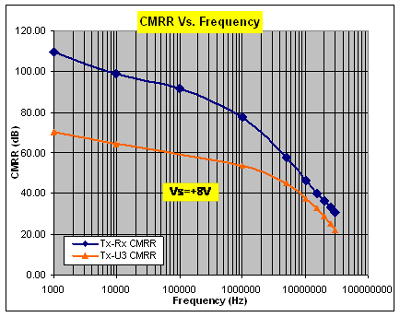 CMRR Vs. Frequency
120.00
100.00
80.00
60.00
40.00
20.00
0.00
CMRR (dB)
Vs=+8V
Tx-Rx CMRR
Tx-U3 CMRR
1000 10000 100000 1000000 10000000 100000000
Frequency (Hz)